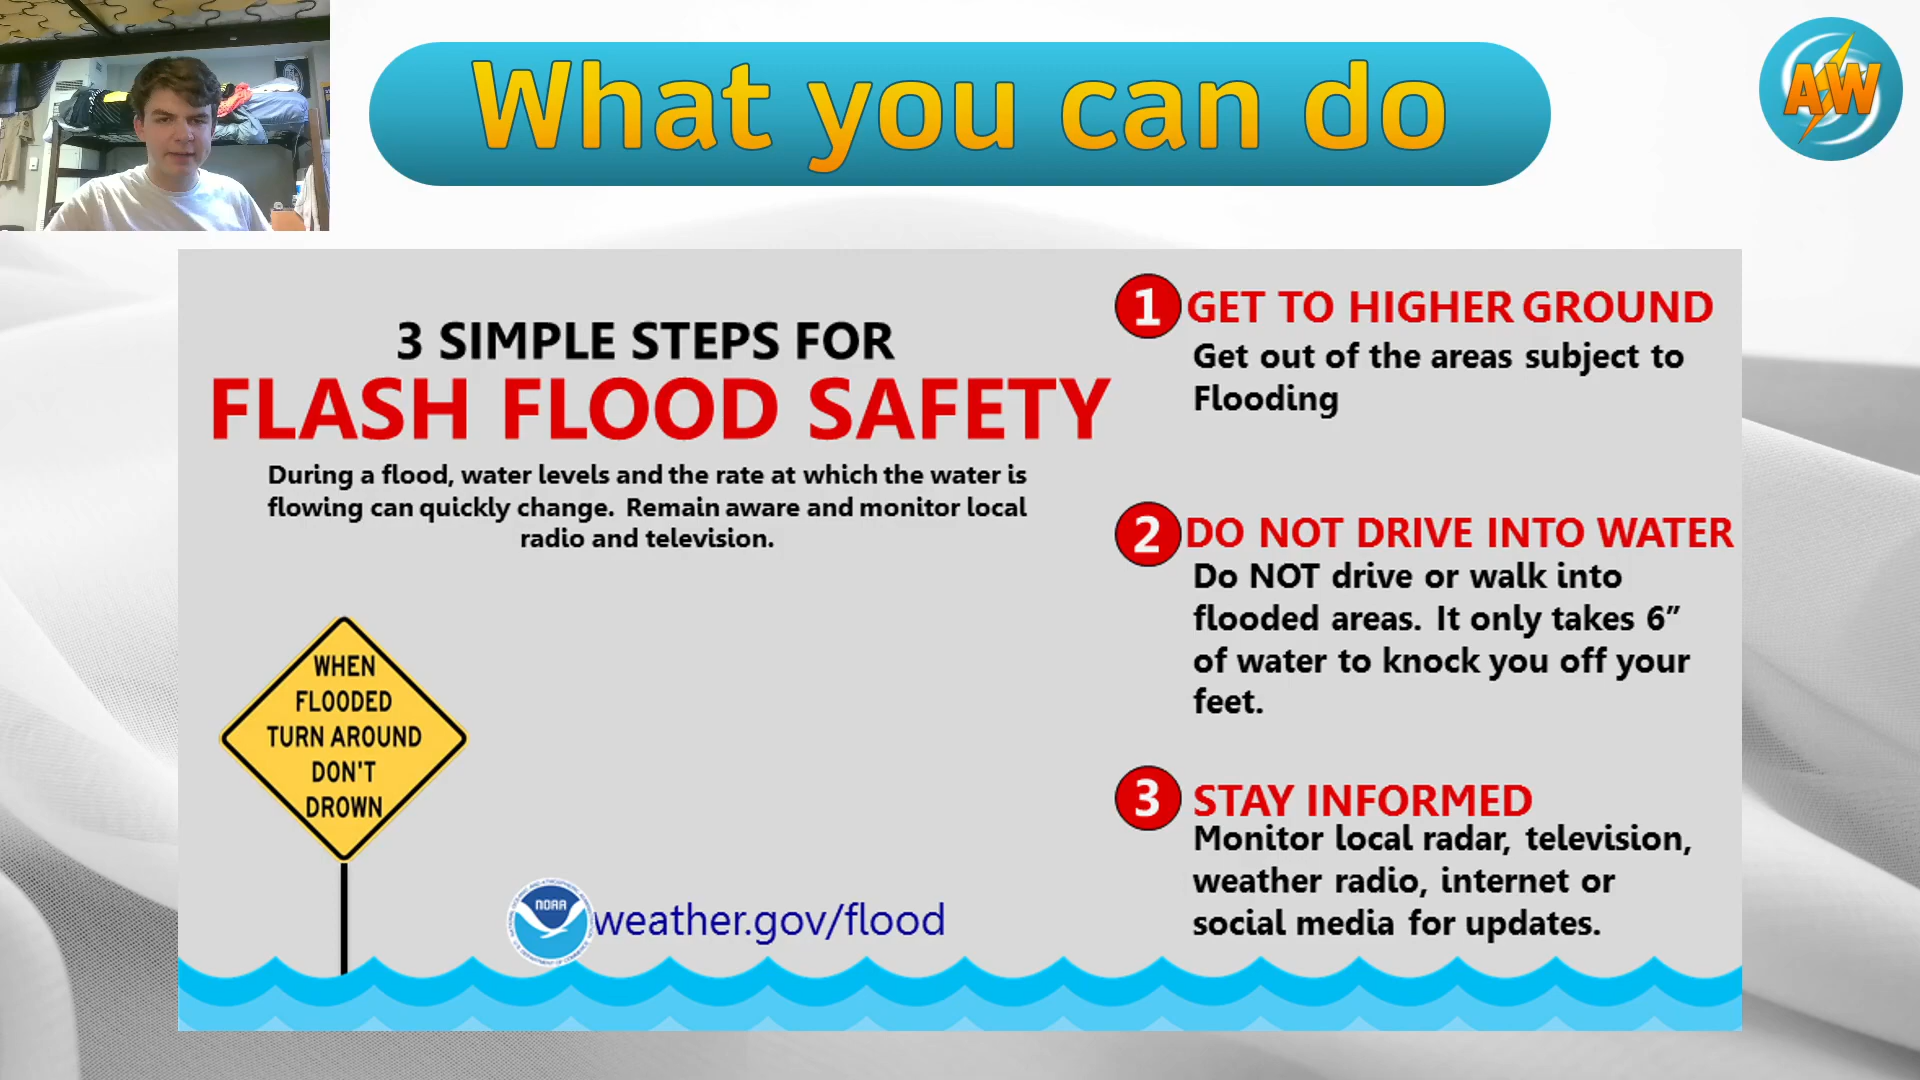 What you can do
AW
3 SIMPLE STEPS FOR
FLASH FLOOD SAFETY
During a flood, water levels and the rate at which the water is
flowing can quickly change. Remain aware and monitor local
radio and television.
WHEN
FLOODED
TURN AROUND
DON'T
DROWN
NOAA
weather.gov/flood
1 GET TO HIGHER GROUND
Get out of the areas subject to
Flooding
2 DO NOT DRIVE INTO WATER
Do NOT drive or walk into
flooded areas. It only takes 6”
of water to knock you off your
feet.
3 STAY INFORMED
Monitor local radar, television,
weather radio, internet or
social media for updates.